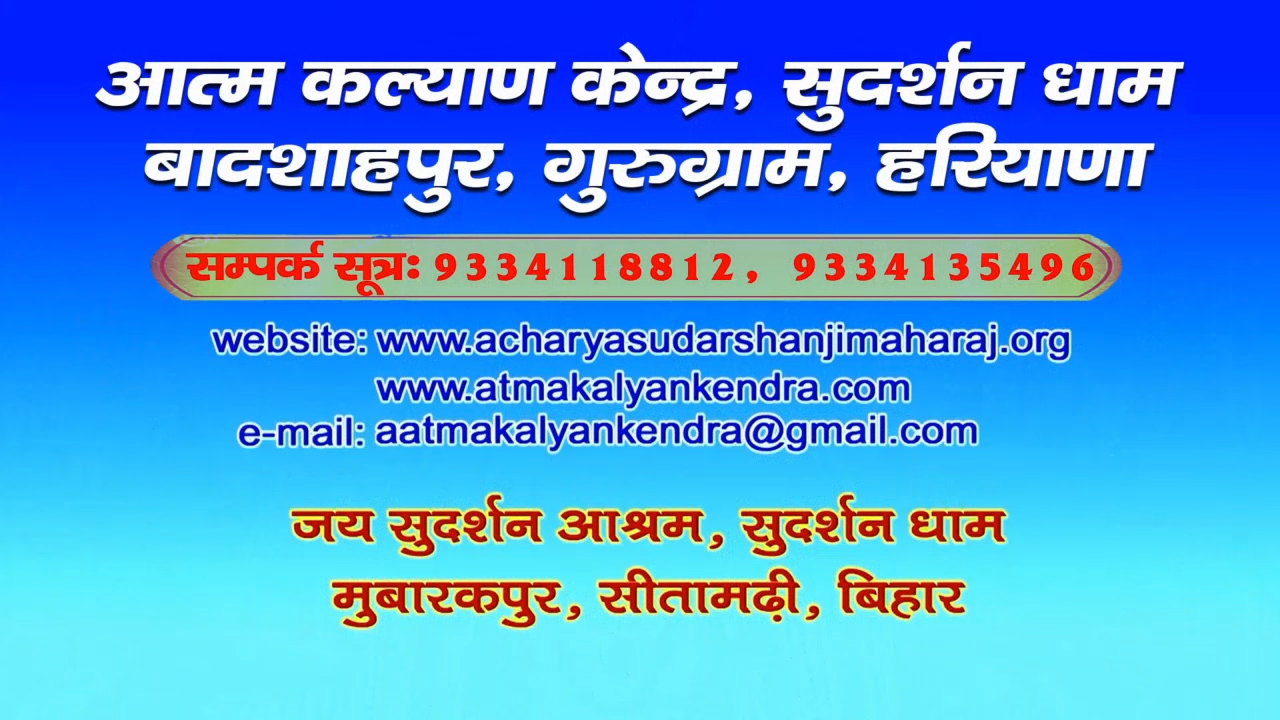 आत्म कल्याण केन्द्र, सुदर्शन धाम
बादशाहपुर, गुरुग्राम, हरियाणा
सम्पर्क सूत्रः 9334118812, 9334135496
website: www.acharyasudarshanjimaharaj.org
www.atmakalyankendra.com
e-mail: aatmakalyankendra@gmail.com
जय सुदर्शन आश्रम, सुदर्शन धाम
मुबारकपुर, सीतामढ़ी, बिहार